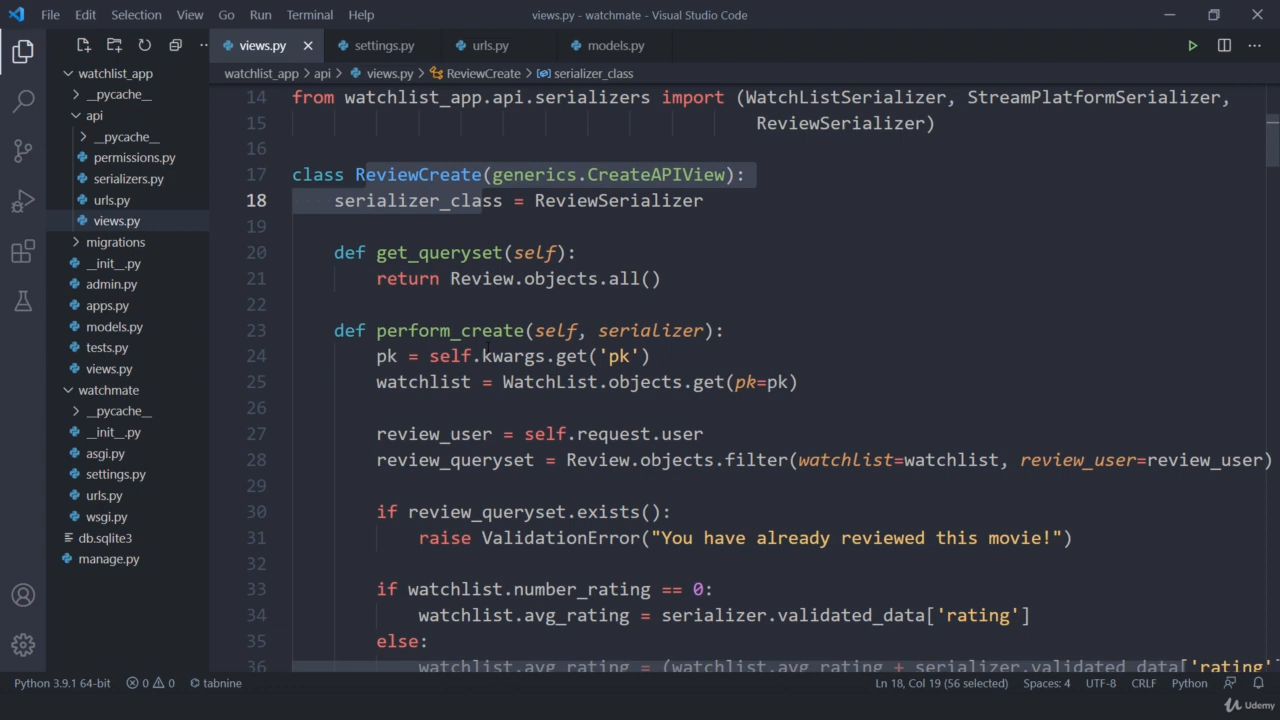 File Edit Selection View Go Run Terminal Help views.py - watchmate - Visual Studio Code
views.py settings.py urls.py models.py
watchlist_app > api > views.py > ReviewCreate > serializer_class
watchlist_app
__pycache__
api
__pycache__
permissions.py
serializers.py
urls.py
views.py
migrations
__init__.py
admin.py
apps.py
models.py
tests.py
views.py
watchmate
__pycache__
__init__.py
asgi.py
settings.py
urls.py
wsgi.py
db.sqlite3
manage.py
14 from watchlist_app.api.serializers import (WatchListSerializer, StreamPlatformSerializer,
15 ReviewSerializer)
16
17 class ReviewCreate(generics.CreateAPIView):
18 serializer_class = ReviewSerializer
19
20 def get_queryset(self):
21 return Review.objects.all()
22
23 def perform_create(self, serializer):
24 pk = self.kwargs.get('pk')
25 watchlist = WatchList.objects.get(pk=pk)
26
27 review_user = self.request.user
28 review_queryset = Review.objects.filter(watchlist=watchlist, review_user=review_user)
29
30 if review_queryset.exists():
31 raise ValidationError("You have already reviewed this movie!")
32
33 if watchlist.number_rating == 0:
34 watchlist.avg_rating = serializer.validated_data['rating']
35 else:
36 watchlist.avg_rating = (watchlist.avg_rating + serializer.validated_data['rating'
Python 3.9.1 64-bit 0 0 tabnine Ln 18, Col 19 (56 selected) Spaces: 4 UTF-8 CRLF Python
Udemy